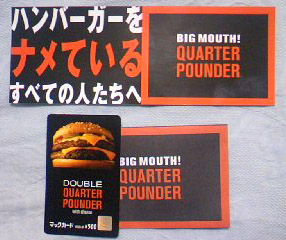 ハンバーガーを
ナメている
すべての人たちへ
BIG MOUTH!
QUARTER
POUNDER
BIG MOUTH!
QUARTER
POUNDER
DOUBLE
QUARTER
POUNDER
with cheese
マックカード ¥500